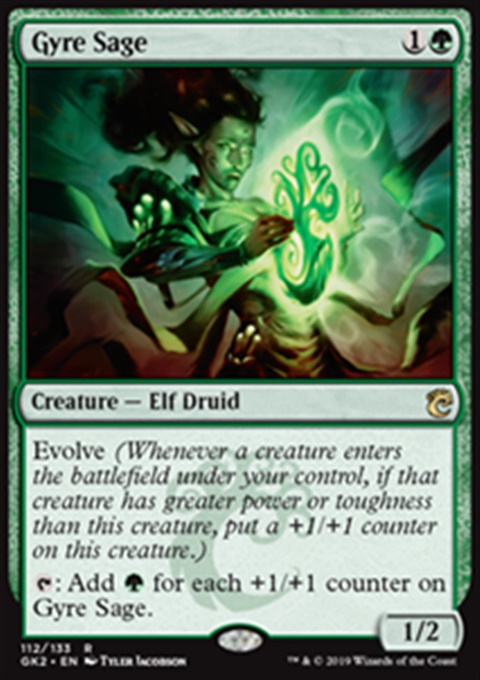 Gyre Sage 1
Creature — Elf Druid
Evolve (Whenever a creature enters
the battlefield under your control, if that
creature has greater power or toughness
than this creature, put a +1/+1 counter
on this creature.)
: Add for each +1/+1 counter on
Gyre Sage.
1/2
112/133 R
GK2 • EN Tyler Jacobson
™ & © 2019 Wizards of the Coast